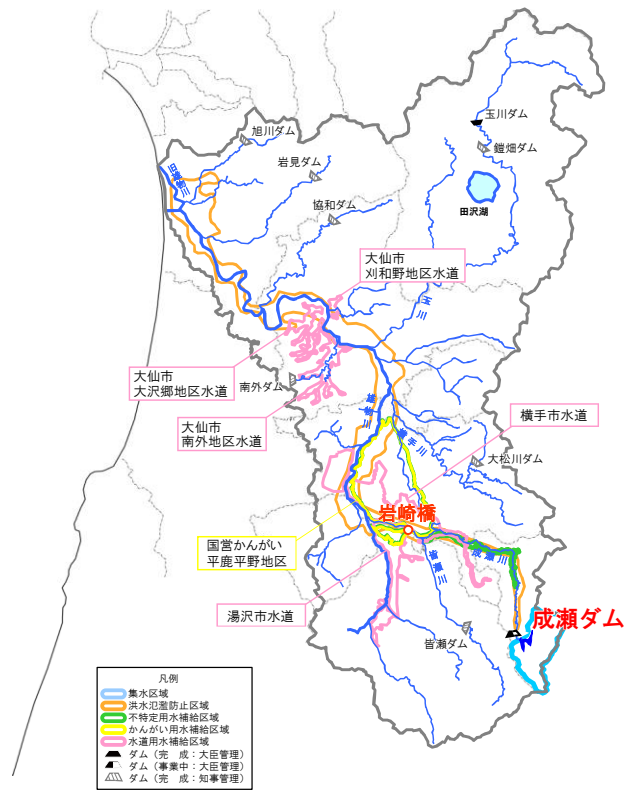 玉川ダム
旭川ダム
鎧畑ダム
岩見ダム
旧雄物川
田沢湖
協和ダム
大仙市
刈和野地区水道
玉川
大仙市
大沢郷地区水道
南外ダム
大仙市
南外地区水道
雄物川
横手市水道
横手川
大松川ダム
岩崎橋
国営かんがい
平鹿平野地区
成瀬川
皆瀬川
湯沢市水道
成瀬ダム
皆瀬ダム
凡例
集水区域
洪水氾濫防止区域
不特定用水補給区域
かんがい用水補給区域
水道用水補給区域
ダム（完　成：大臣管理）
ダム（事業中：大臣管理）
ダム（完　成：知事管理）